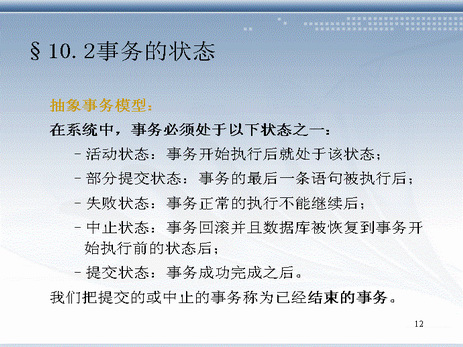 §10.2事务的状态
抽象事务模型：
在系统中，事务必须处于以下状态之一：
–活动状态：事务开始执行后就处于该状态；
–部分提交状态：事务的最后一条语句被执行后；
–失败状态：事务正常的执行不能继续后；
–中止状态：事务回滚并且数据库被恢复到事务开
始执行前的状态后；
–提交状态：事务成功完成之后。
我们把提交的或中止的事务称为已经结束的事务。
12